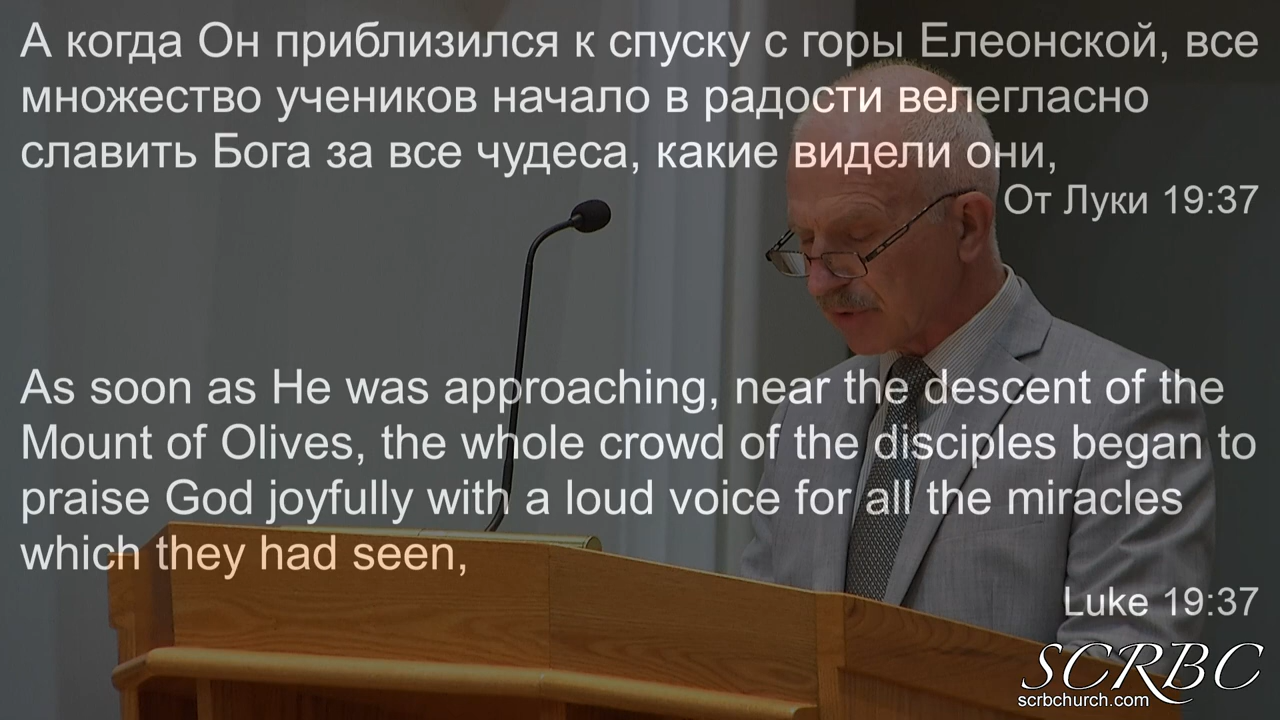 А когда Он приблизился к спуску с горы Елеонской, все
множество учеников начало в радости велегласно
славить Бога за все чудеса, какие видели они,
От Луки 19:37
As soon as He was approaching, near the descent of the
Mount of Olives, the whole crowd of the disciples began to
praise God joyfully with a loud voice for all the miracles
which they had seen,
Luke 19:37
SCRBC
scrbchurch.com